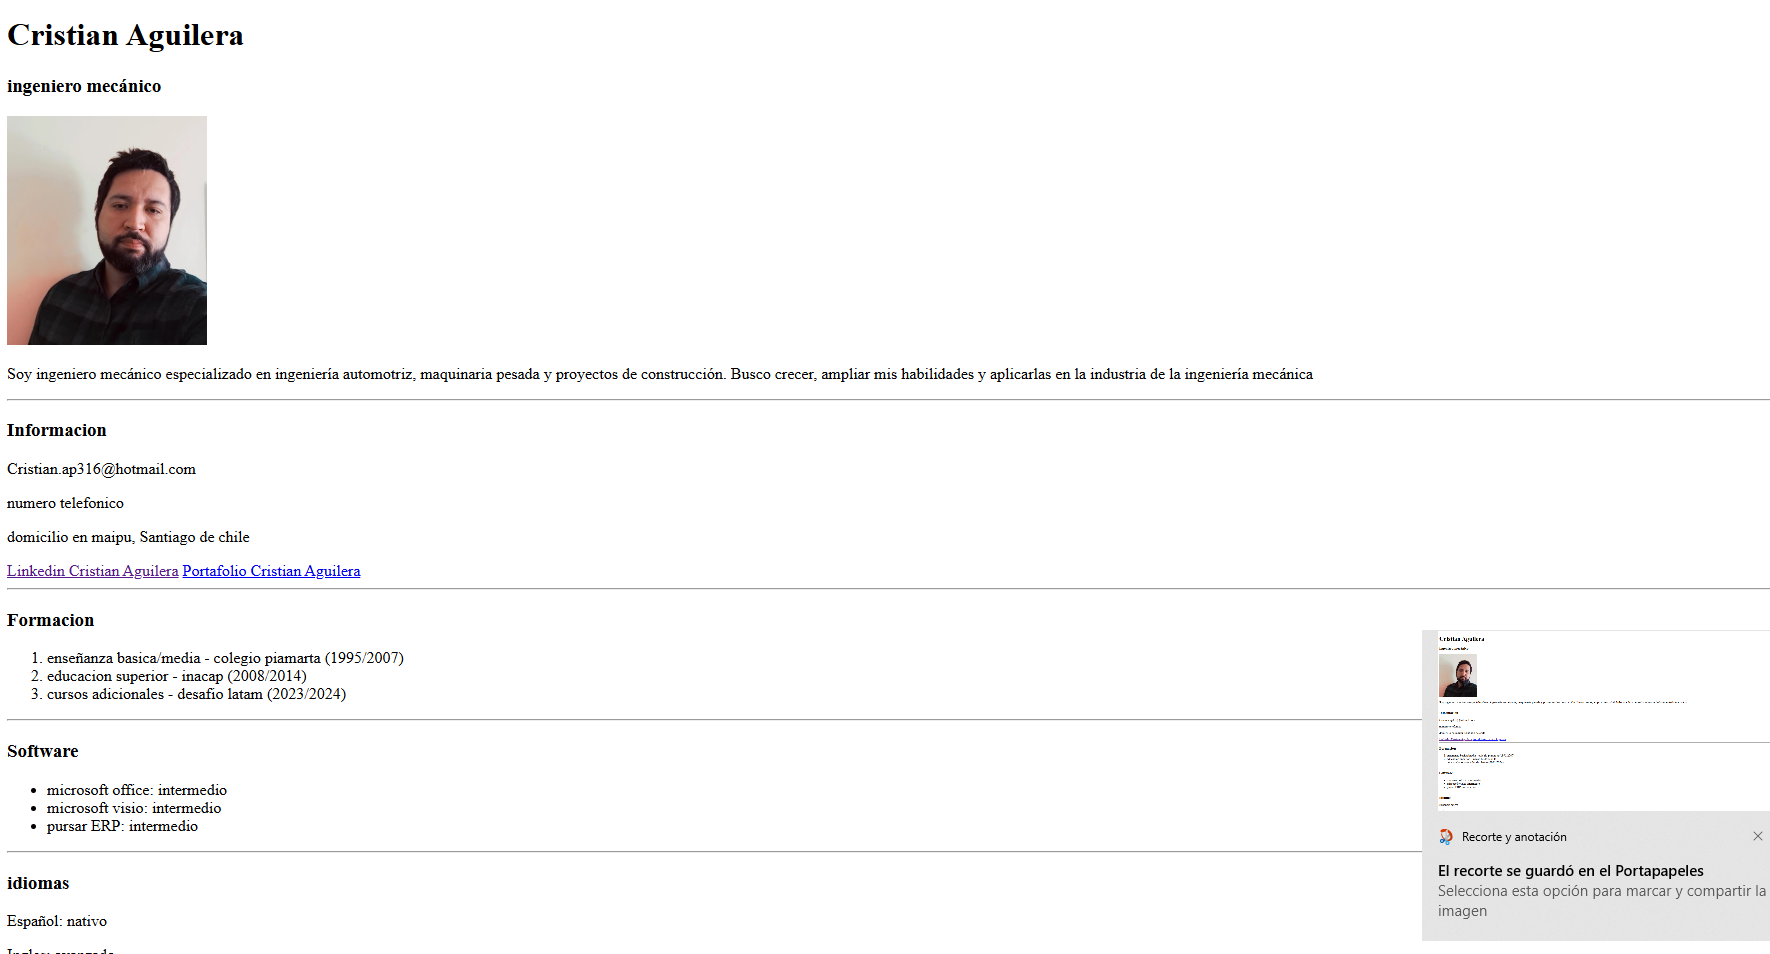 Cristian Aguilera
ingeniero mecánico
Soy ingeniero mecánico especializado en ingeniería automotriz, maquinaria pesada y proyectos de construcción. Busco crecer, ampliar mis habilidades y aplicarlas en la industria de la ingeniería mecánica
Informacion
Cristian.ap316@hotmail.com
numero telefonico
domicilio en maipu, Santiago de chile
Linkedin Cristian Aguilera Portafolio Cristian Aguilera
Formacion
1. enseñanza basica/media - colegio piamarta (1995/2007)
2. educacion superior - inacap (2008/2014)
3. cursos adicionales - desafio latam (2023/2024)
Software
• microsoft office: intermedio
• microsoft visio: intermedio
• pursar ERP: intermedio
idiomas
Español: nativo
Cristian Aguilera
Recorte y anotación
El recorte se guardó en el Portapapeles
Selecciona esta opción para marcar y compartir la
imagen